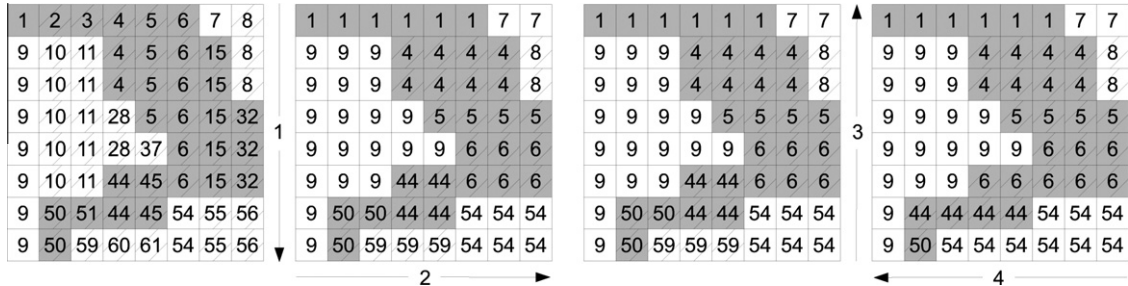 1 2 3 4 5 6 7 8
9 10 11 4 5 6 15 8
9 10 11 4 5 6 15 8
9 10 11 28 5 6 15 32
9 10 11 28 37 6 15 32
9 10 11 44 45 6 15 32
9 50 51 44 45 54 55 56
9 50 59 60 61 54 55 56
1
1 1 1 1 1 1 7 7
9 9 9 4 4 4 4 8
9 9 9 4 4 4 4 8
9 9 9 9 5 5 5 5
9 9 9 9 9 6 6 6
9 9 9 44 44 6 6 6
9 50 50 44 44 54 54 54
9 50 59 59 59 54 54 54
2
1 1 1 1 1 1 7 7
9 9 9 4 4 4 4 8
9 9 9 4 4 4 4 8
9 9 9 9 5 5 5 5
9 9 9 9 9 6 6 6
9 9 9 44 44 6 6 6
9 50 50 44 44 54 54 54
9 50 59 59 59 54 54 54
3
1 1 1 1 1 1 7 7
9 9 9 4 4 4 4 8
9 9 9 4 4 4 4 8
9 9 9 9 5 5 5 5
9 9 9 9 9 6 6 6
9 9 9 6 6 6 6 6
9 44 44 44 44 54 54 54
9 50 54 54 54 54 54 54
4